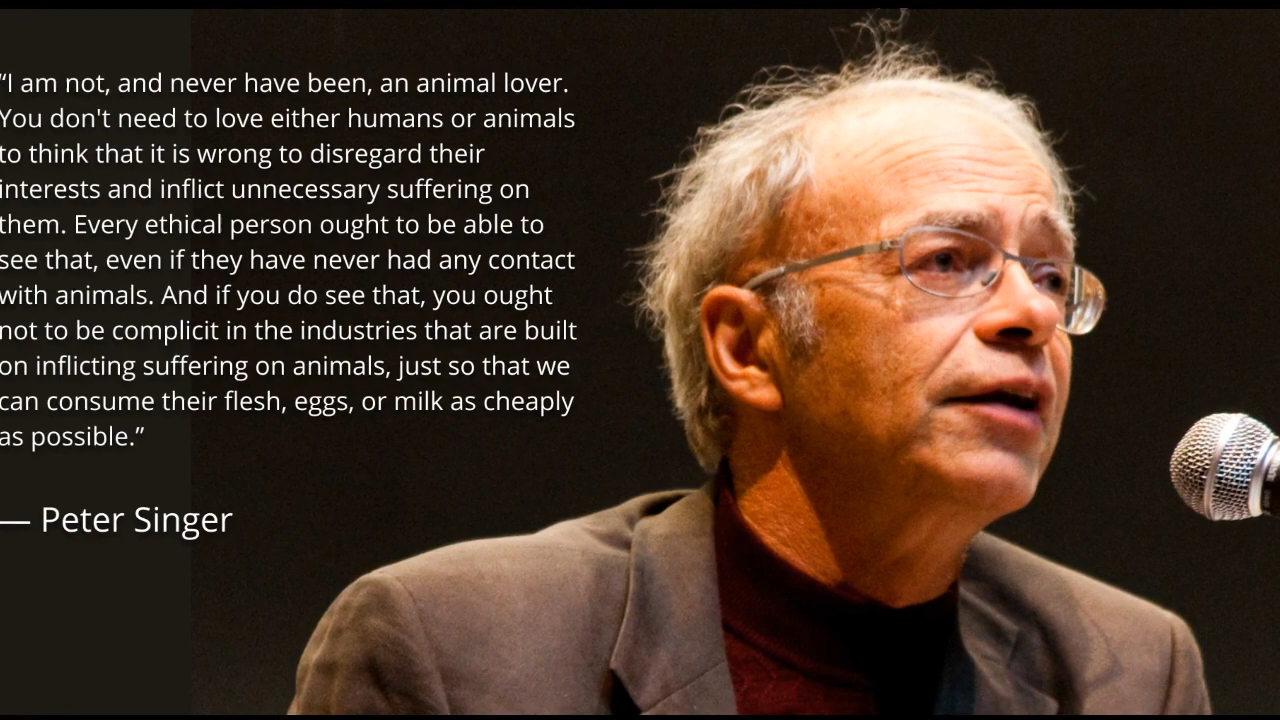 “I am not, and never have been, an animal lover.
You don't need to love either humans or animals
to think that it is wrong to disregard their
interests and inflict unnecessary suffering on
them. Every ethical person ought to be able to
see that, even if they have never had any contact
with animals. And if you do see that, you ought
not to be complicit in the industries that are built
on inflicting suffering on animals, just so that we
can consume their flesh, eggs, or milk as cheaply
as possible.”
— Peter Singer